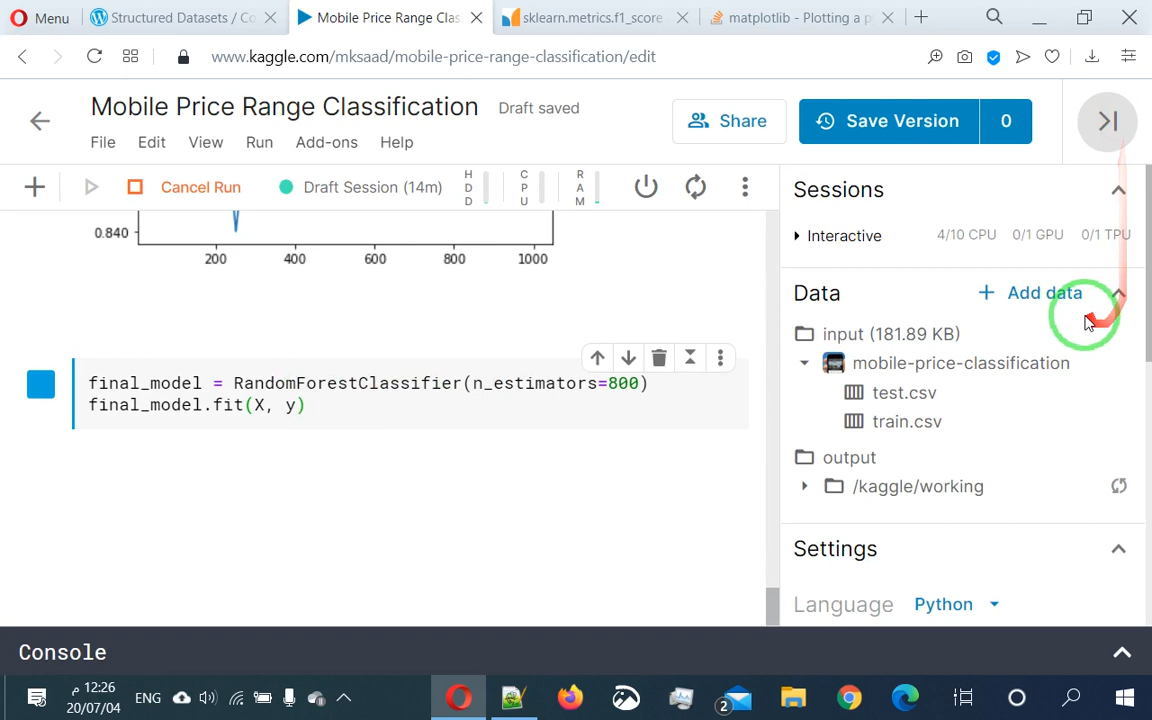 Menu
Structured Datasets / Co
Mobile Price Range Clas
sklearn.metrics.f1_score
matplotlib - Plotting a p
www.kaggle.com/mksaad/mobile-price-range-classification/edit
Mobile Price Range Classification
Draft saved
Share
Save Version
0
File
Edit
View
Run
Add-ons
Help
Cancel Run
Draft Session (14m)
HDD
CPU
RAM
0.840
200
400
600
800
1000
final_model = RandomForestClassifier(n_estimators=800)
final_model.fit(X, y)
Sessions
Interactive
4/10 CPU
0/1 GPU
0/1 TPU
Data
+ Add data
input (181.89 KB)
mobile-price-classification
test.csv
train.csv
output
/kaggle/working
Settings
Language
Python
Console
12:26 م
20/07/04
ENG
2